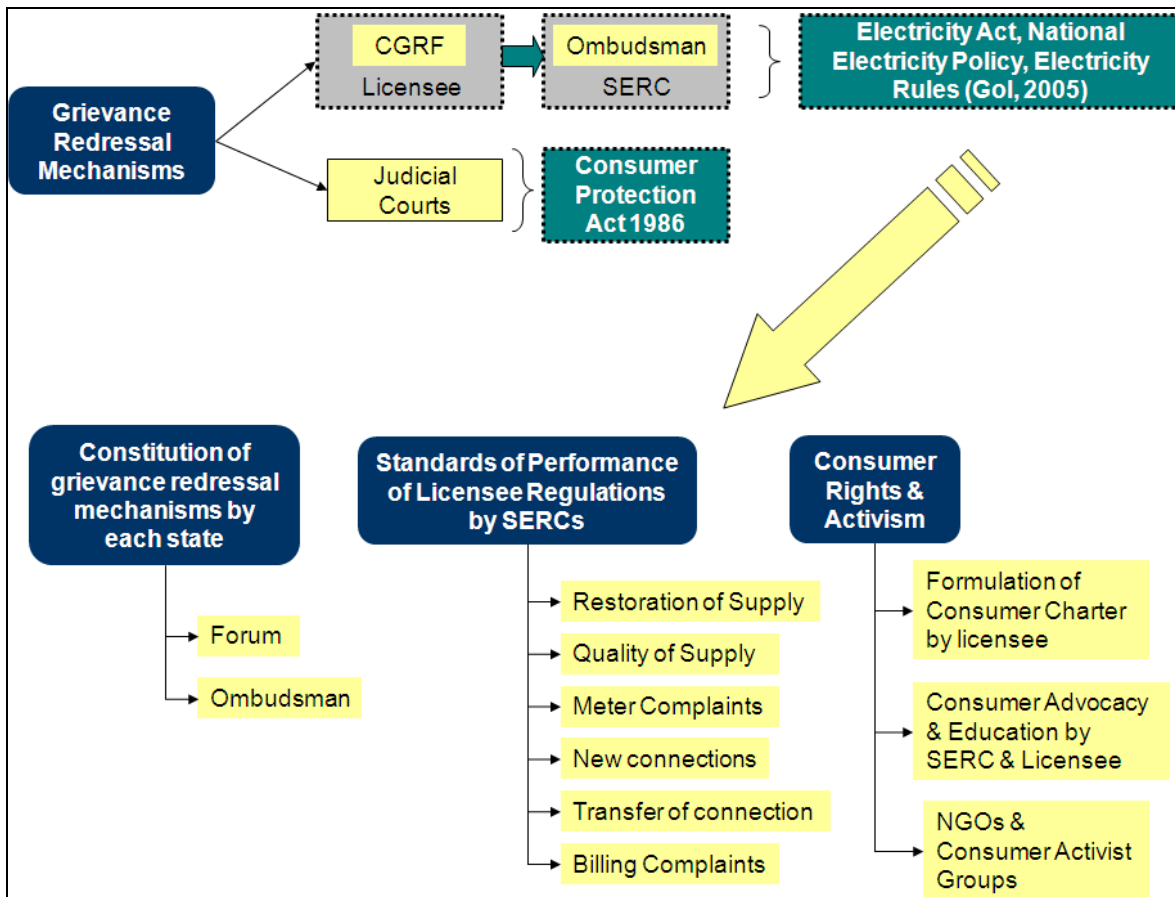 Grievance
Redressal
Mechanisms
CGRF
Licensee
Ombudsman
SERC
Electricity Act, National
Electricity Policy, Electricity
Rules (GoI, 2005)
Judicial
Courts
Consumer
Protection
Act 1986
Constitution of
grievance redressal
mechanisms by
each state
Forum
Ombudsman
Standards of Performance
of Licensee Regulations
by SERCs
Restoration of Supply
Quality of Supply
Meter Complaints
New connections
Transfer of connection
Billing Complaints
Consumer
Rights &
Activism
Formulation of
Consumer Charter
by licensee
Consumer Advocacy
& Education by
SERC & Licensee
NGOs &
Consumer Activist
Groups